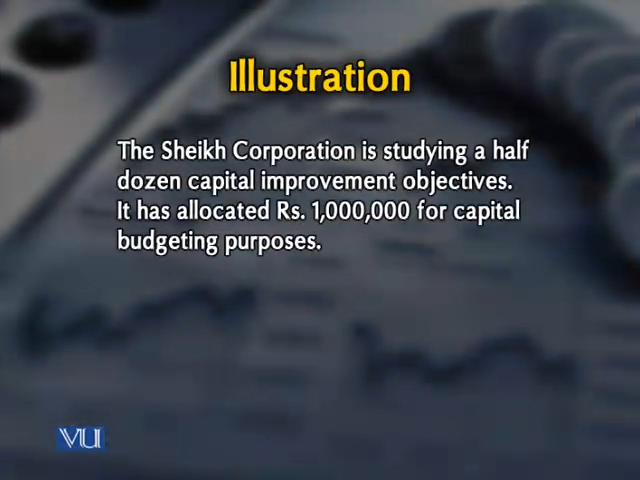 Illustration
The Sheikh Corporation is studying a half
dozen capital improvement objectives.
It has allocated Rs. 1,000,000 for capital
budgeting purposes.
VU